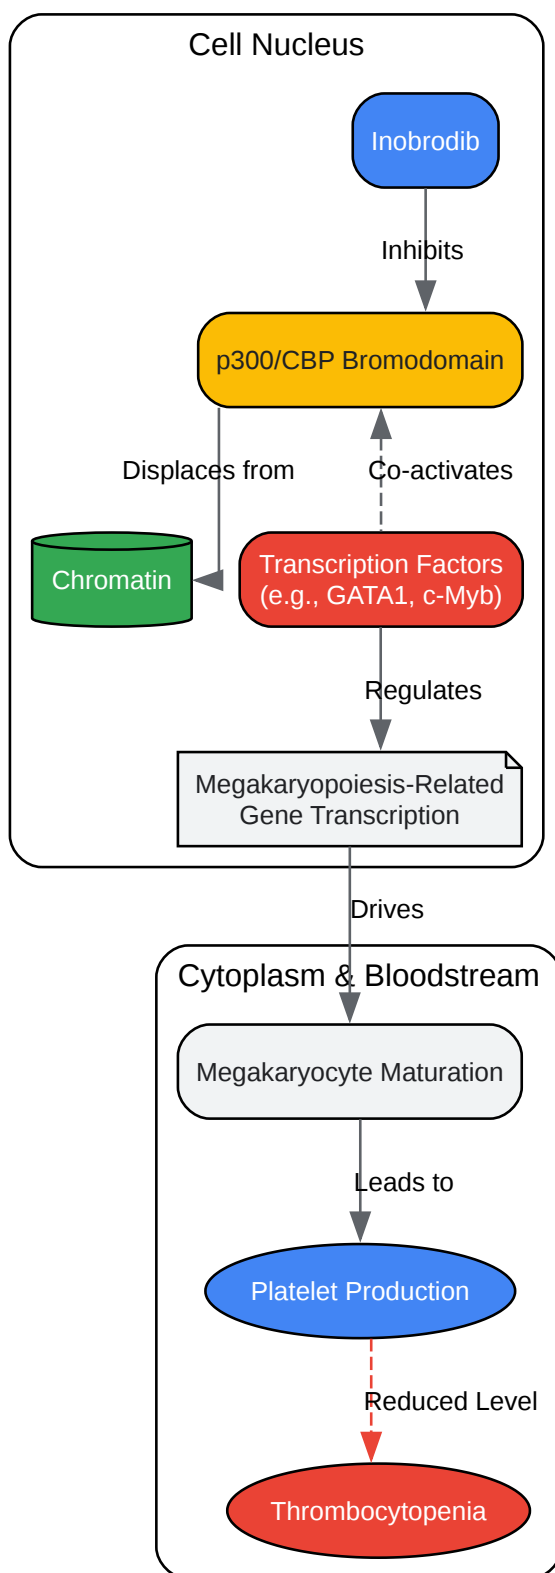 Cell Nucleus
Inobrodib
Inhibits
p300/CBP Bromodomain
Displaces from
Co-activates
Chromatin
Transcription Factors
(e.g., GATA1, c-Myb)
Regulates
Megakaryopoiesis-Related
Gene Transcription
Drives
Cytoplasm & Bloodstream
Megakaryocyte Maturation
Leads to
Platelet Production
Reduced Level
Thrombocytopenia